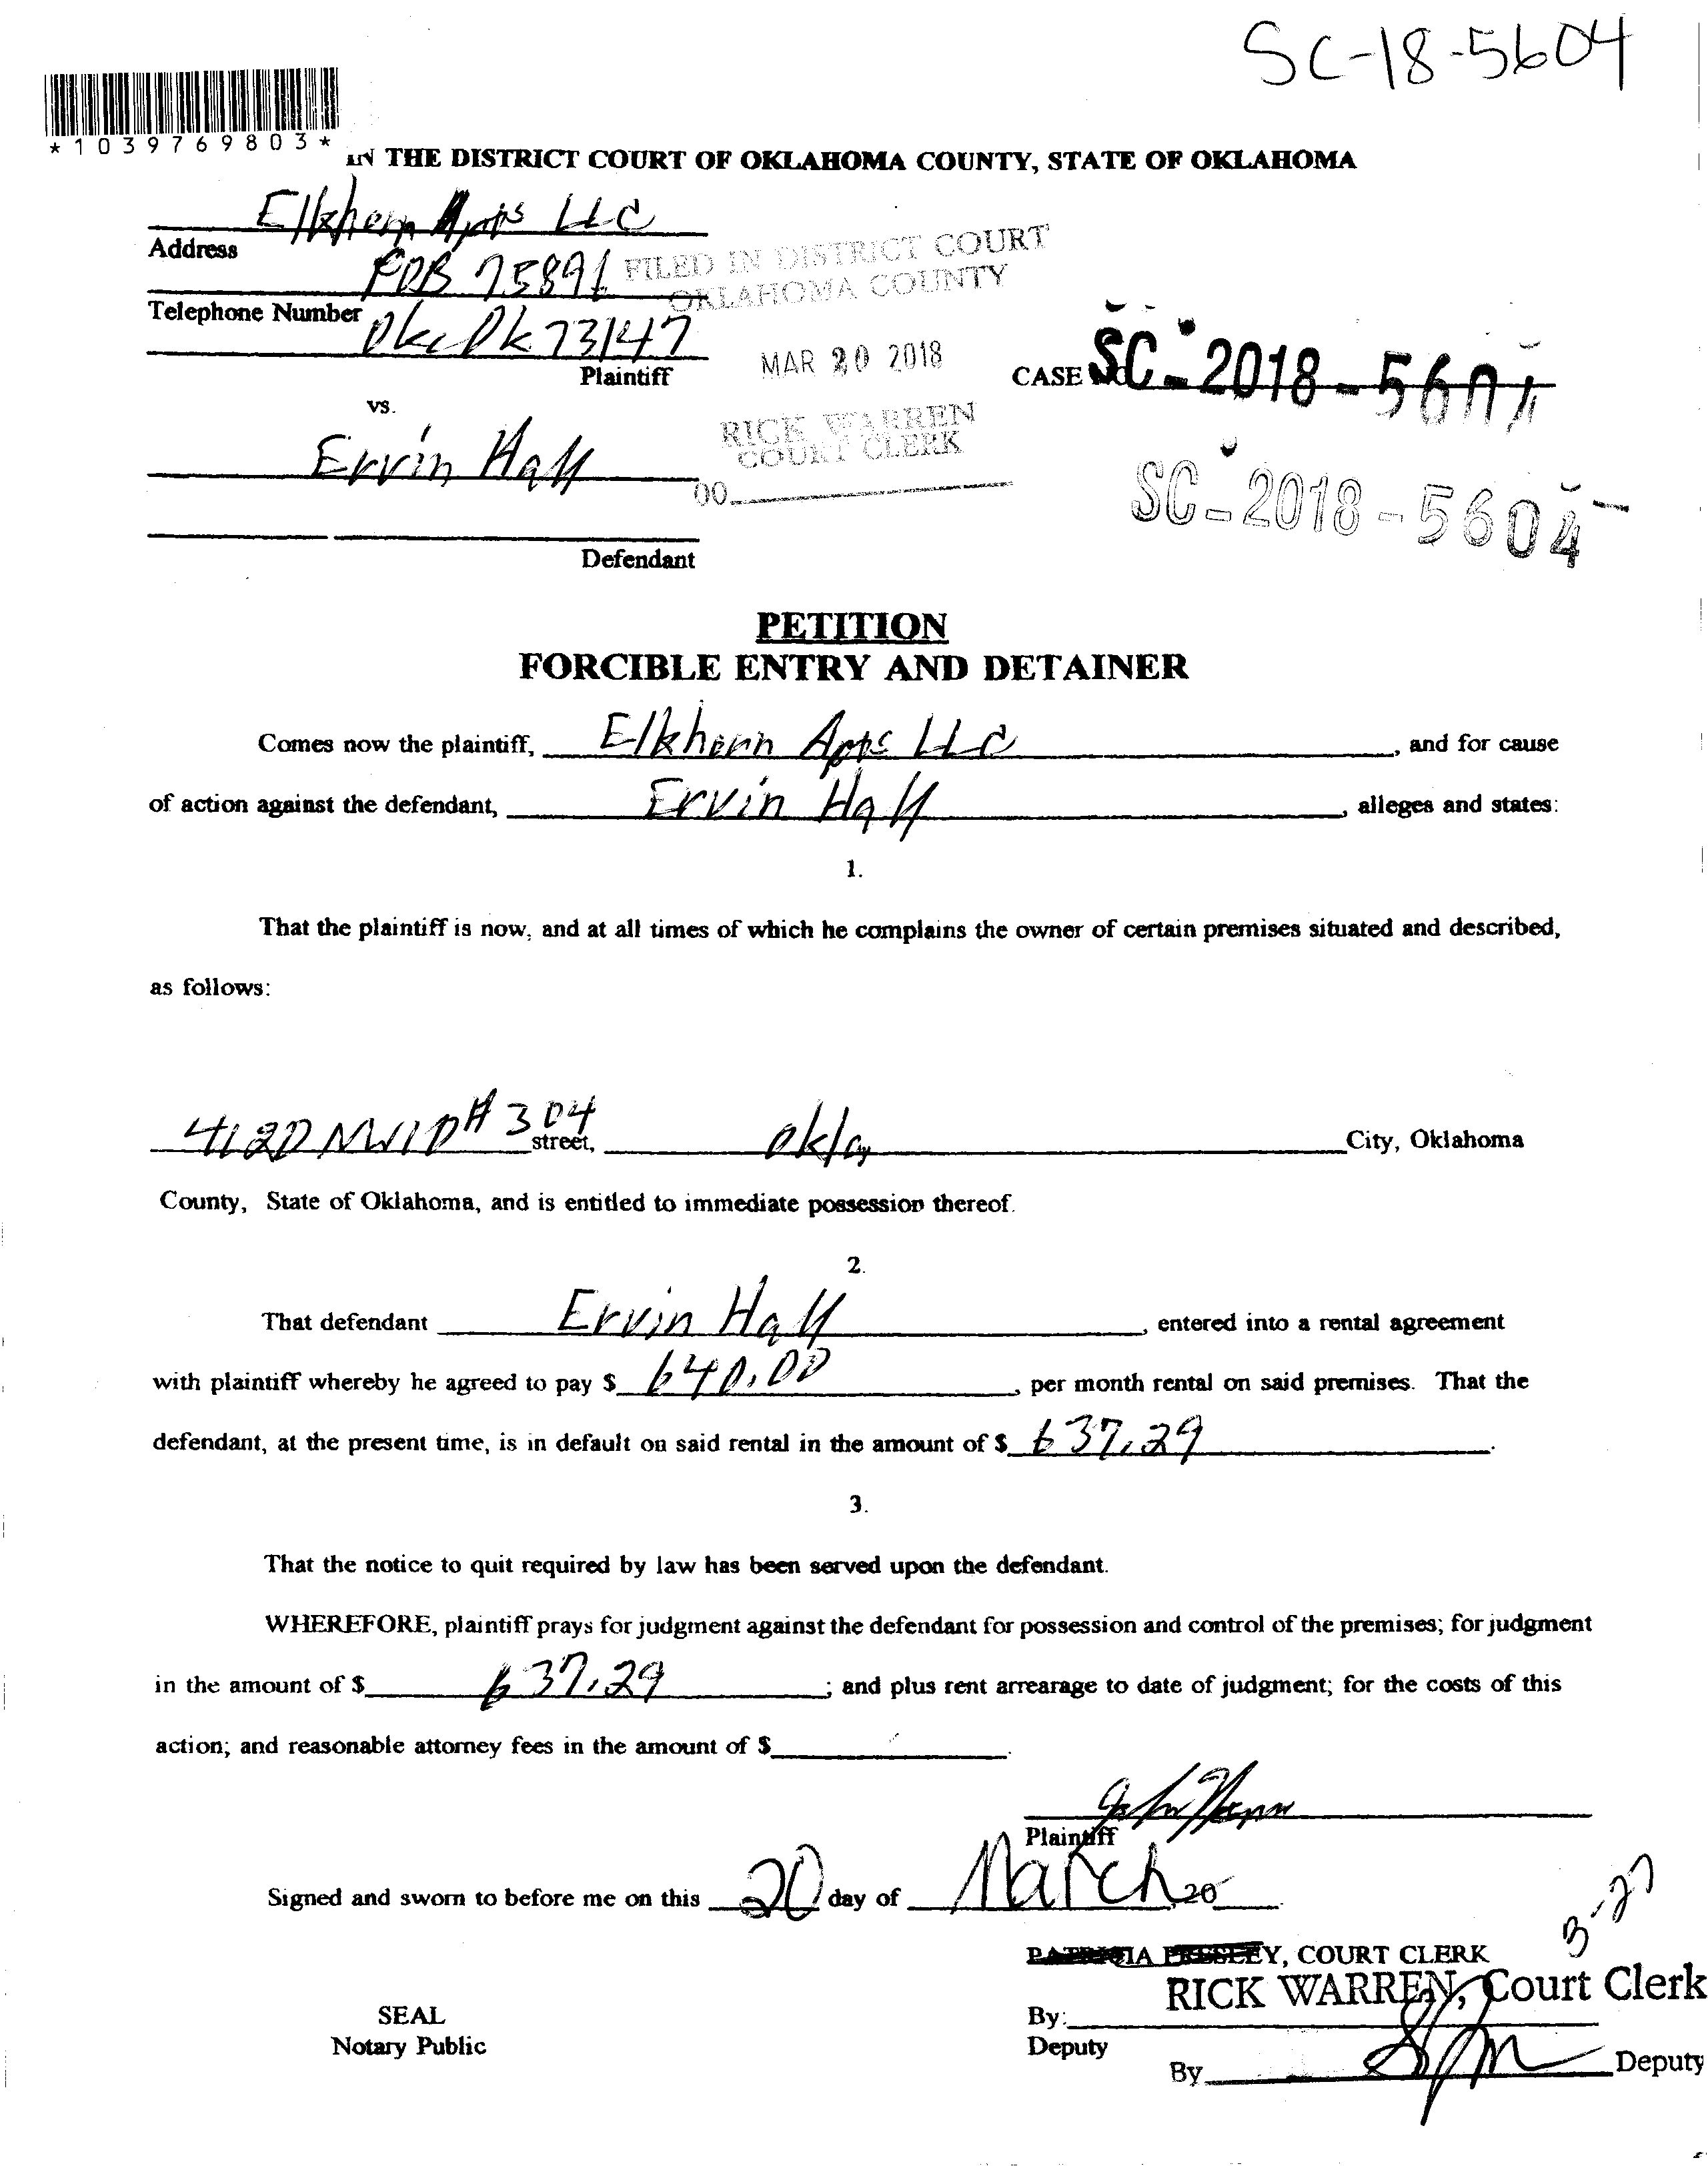 SC-18-5604
*1039769803*
IN THE DISTRICT COURT OF OKLAHOMA COUNTY, STATE OF OKLAHOMA
Elkhorn Apts LLC
Address
POB 75891
FILED IN DISTRICT COURT
OKLAHOMA COUNTY
Telephone Number
Okc Ok 73147
Plaintiff
MAR 20 2018
CASE NO. SC-2018-5604
vs.
RICK WARREN
COURT CLERK
Ervin Hall
00
SC-2018-5604
Defendant
PETITION
FORCIBLE ENTRY AND DETAINER
Comes now the plaintiff, Elkhorn Apts LLC, and for cause
of action against the defendant, Ervin Hall, alleges and states:
1.
That the plaintiff is now, and at all times of which he complains the owner of certain premises situated and described,
as follows:
4120 NW10 #304 street, Okla City, Oklahoma
County, State of Oklahoma, and is entitled to immediate possession thereof.
2.
That defendant Ervin Hall, entered into a rental agreement
with plaintiff whereby he agreed to pay $ 640.00, per month rental on said premises. That the
defendant, at the present time, is in default on said rental in the amount of $ 637.29.
3.
That the notice to quit required by law has been served upon the defendant.
WHEREFORE, plaintiff prays for judgment against the defendant for possession and control of the premises; for judgment
in the amount of $ 637.29; and plus rent arrearage to date of judgment; for the costs of this
action; and reasonable attorney fees in the amount of $
Plaintiff
Signed and sworn to before me on this 20 day of March 20
3-27
PATRICIA PRESLEY, COURT CLERK
RICK WARREN, Court Clerk
SEAL
By:
Notary Public
Deputy
By Deputy